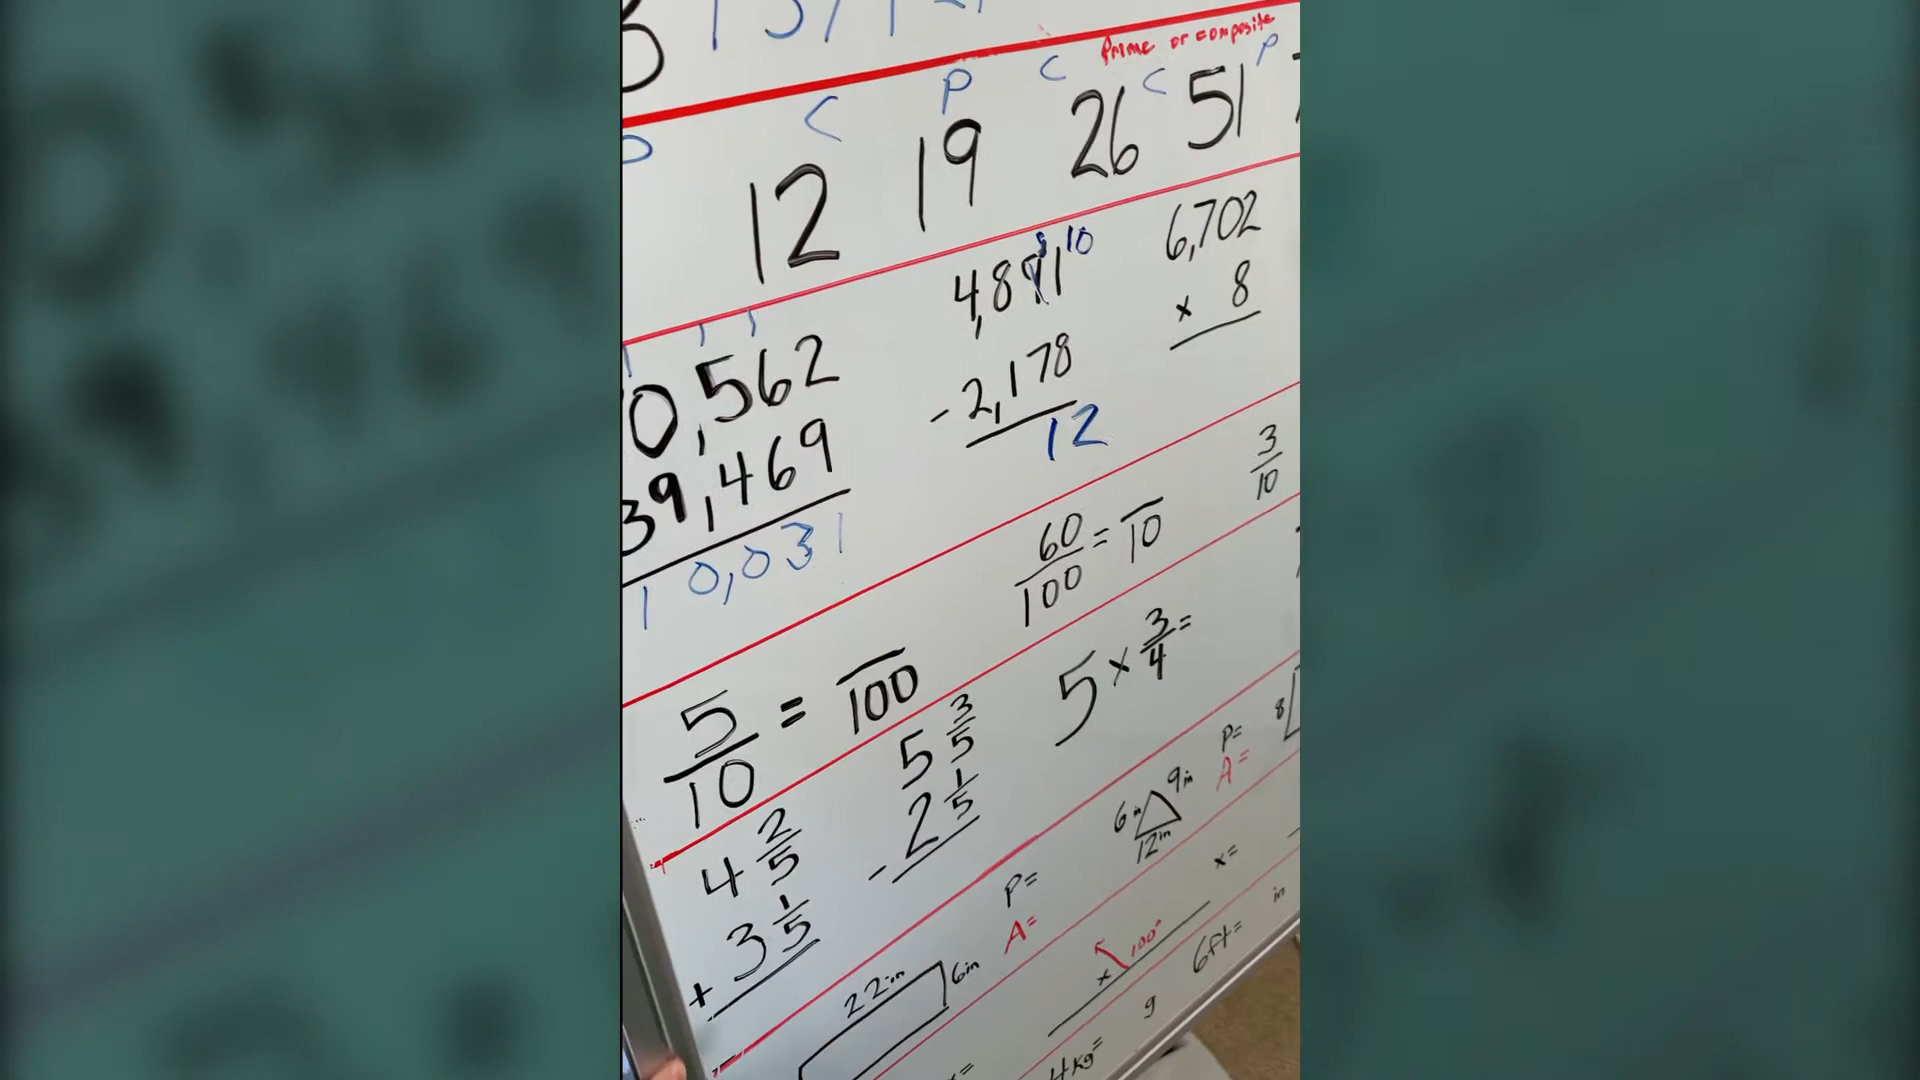 Prime or composite
C P C C P
12 19 26 51
8 10
4,891
- 2,178
12
6,702
x 8
0,562
39,469
10,031
5/10 = /100
60/100 = /10
3/10
4 2/5
+ 3 1/5
5 3/5
- 2 1/5
5 x 3/4 =
22in
6in
P=
A=
6in 9in
12in
P=
A=
8
x 100°
x=
4kg=
g
6ft=
in